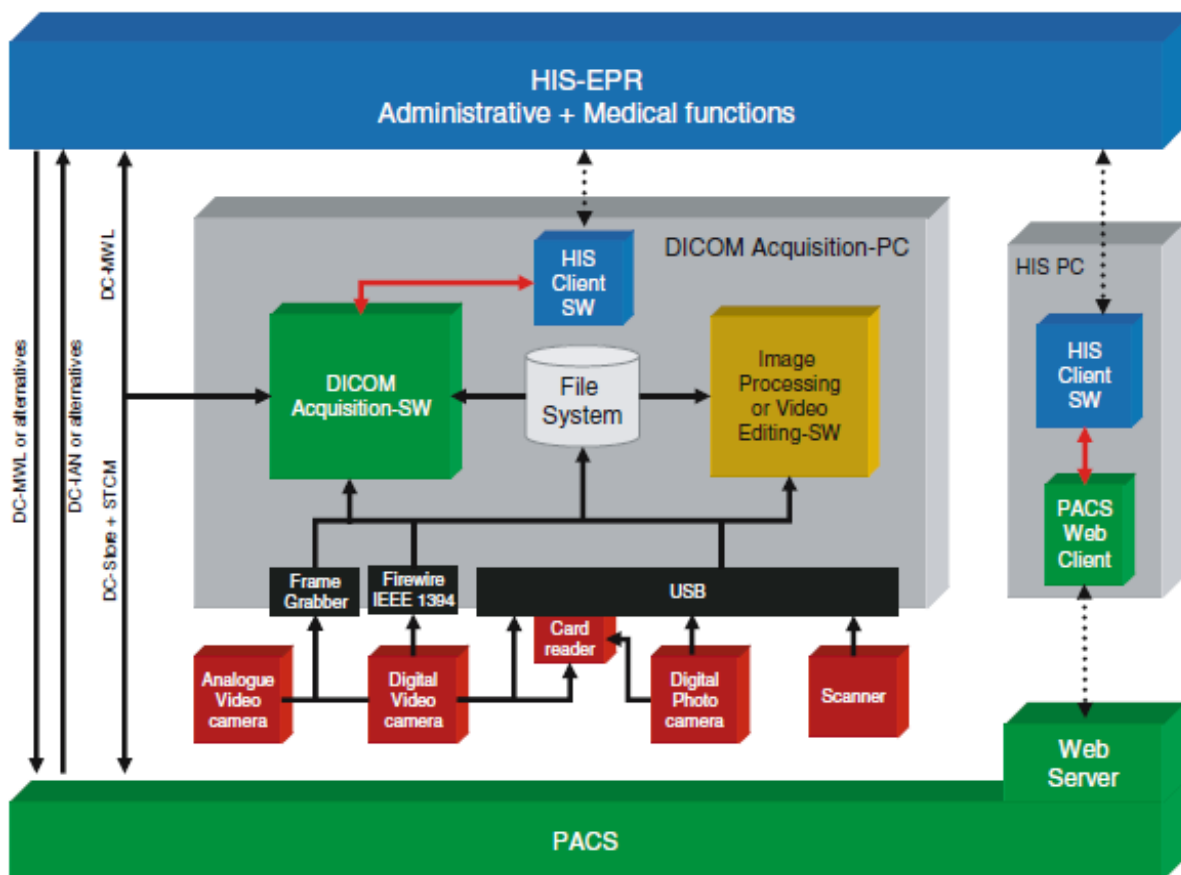 HIS-EPR
Administrative + Medical functions
DC-MWL or alternatives
DC-IAN or alternatives
DC-MWL
DC-Store + STCM
DICOM Acquisition-PC
HIS
Client
SW
DICOM
Acquisition-SW
File
System
Image
Processing
or Video
Editing-SW
HIS PC
HIS
Client
SW
PACS
Web
Client
Frame
Grabber
Firewire
IEEE 1394
USB
Card
reader
Analogue
Video
camera
Digital
Video
camera
Digital
Photo
camera
Scanner
Web
Server
PACS